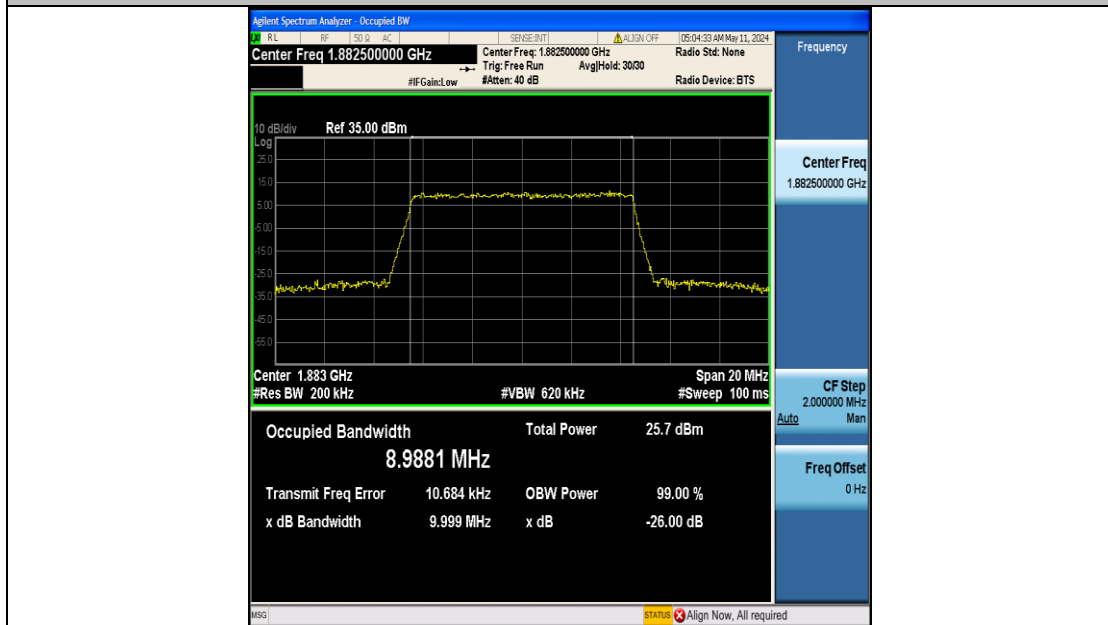 Agilent Spectrum Analyzer - Occupied BW
LXI RL RF 50 Ω AC SENSE:INT ALIGN OFF 05:04:33 AM May 11, 2024
Center Freq 1.882500000 GHz
Center Freq: 1.882500000 GHz
Radio Std: None
Trig: Free Run Avg|Hold: 30/30
#IFGain:Low #Atten: 40 dB Radio Device: BTS
Frequency
10 dB/div Ref 35.00 dBm
Log
25.0
15.0
5.00
-5.00
-15.0
-25.0
-35.0
-45.0
-55.0
Center 1.883 GHz Span 20 MHz
#Res BW 200 kHz #VBW 620 kHz #Sweep 100 ms
Occupied Bandwidth Total Power 25.7 dBm
8.9881 MHz
Transmit Freq Error 10.684 kHz OBW Power 99.00 %
x dB Bandwidth 9.999 MHz x dB -26.00 dB
Center Freq
1.882500000 GHz
CF Step
2.000000 MHz
Auto Man
Freq Offset
0 Hz
MSG STATUS Align Now, All required